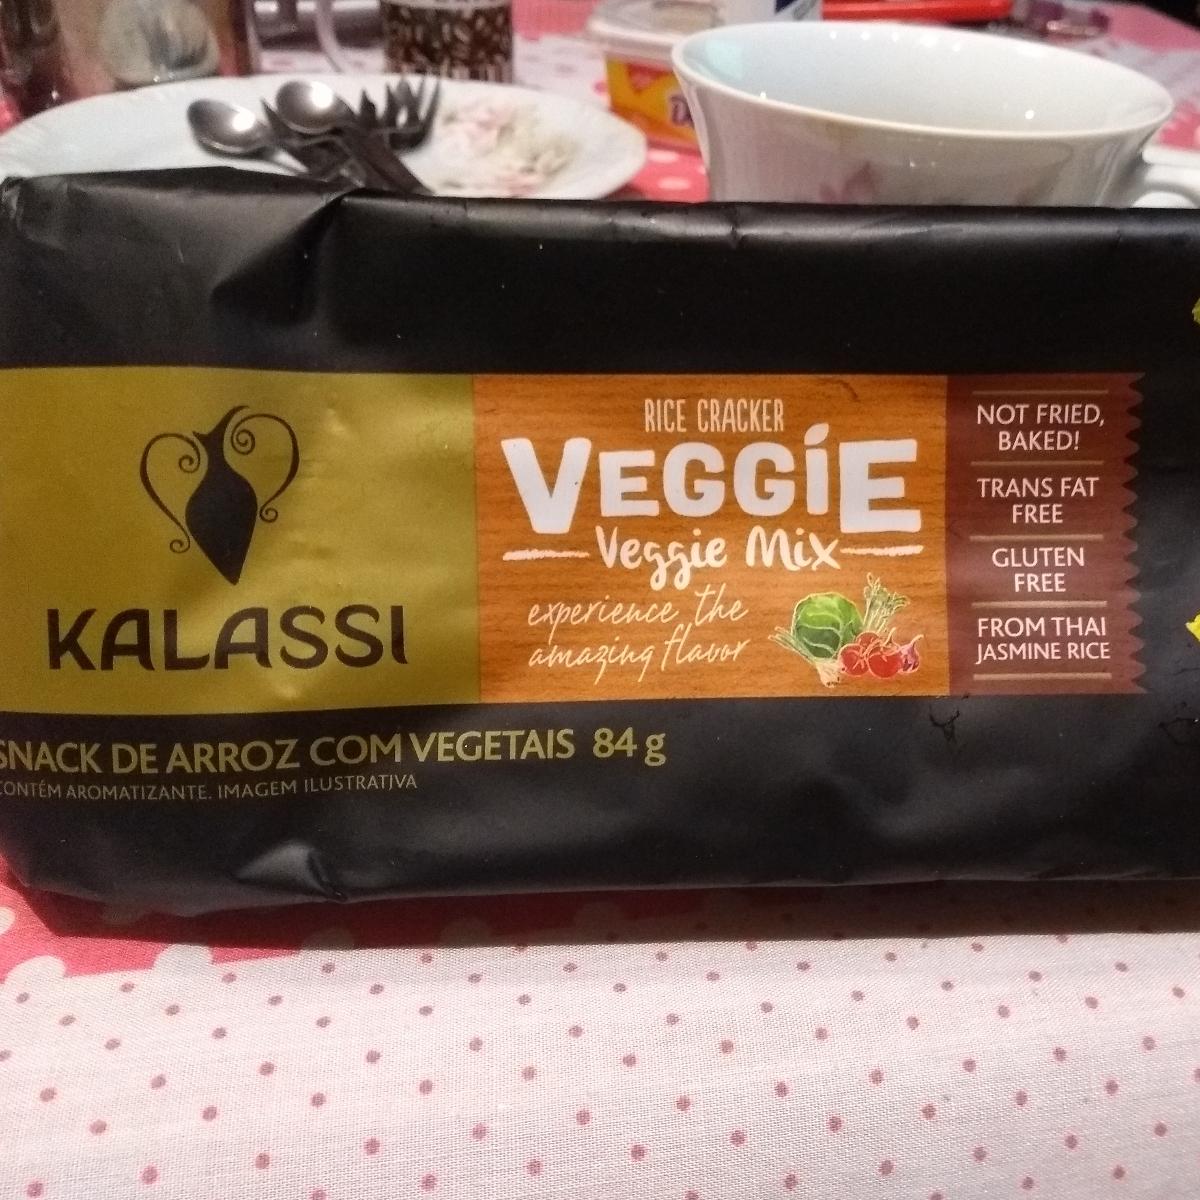 KALASSI
RICE CRACKER
VEGGÍE
Veggie Mix
experience the
amazing flavor
NOT FRIED,
BAKED!
TRANS FAT
FREE
GLUTEN
FREE
FROM THAI
JASMINE RICE
SNACK DE ARROZ COM VEGETAIS 84 g
CONTÉM AROMATIZANTE. IMAGEM ILUSTRATIVA